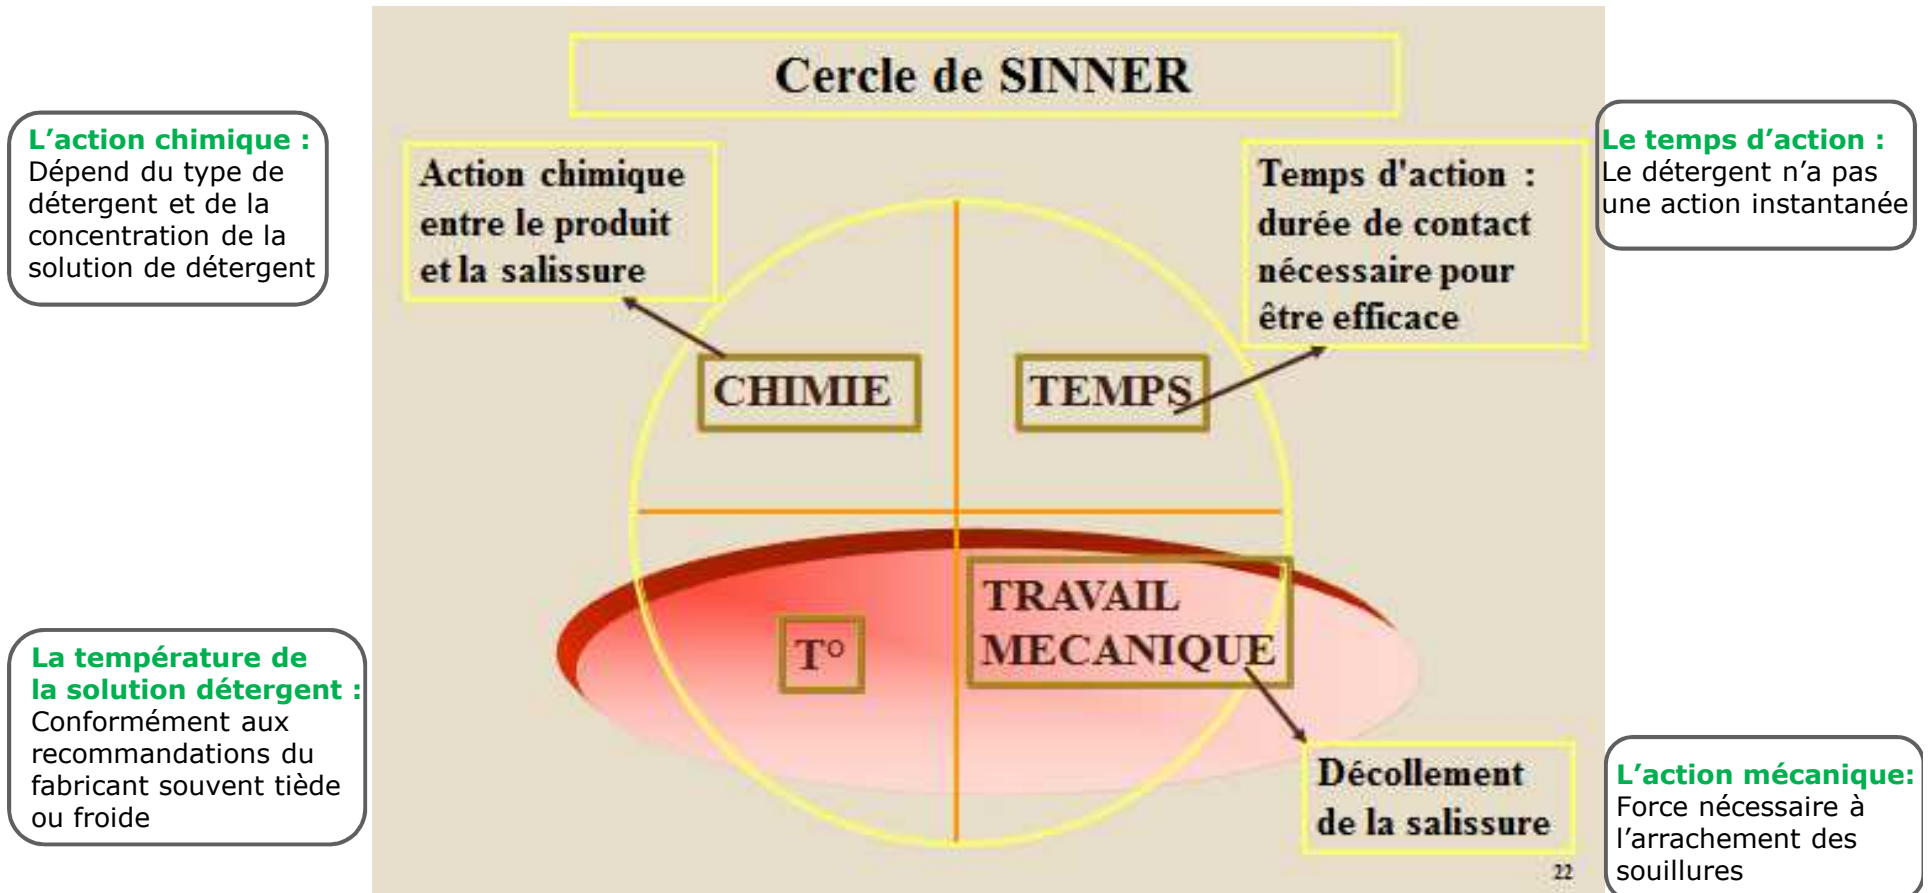 Cercle de SINNER
L'action chimique :
Dépend du type de
détergent et de la
concentration de la
solution de détergent
Action chimique
entre le produit
et la salissure
Temps d'action :
durée de contact
nécessaire pour
être efficace
Le temps d'action :
Le détergent n'a pas
une action instantanée
CHIMIE
TEMPS
T°
TRAVAIL
MECANIQUE
La température de
la solution détergent :
Conformément aux
recommandations du
fabricant souvent tiède
ou froide
Décollement
de la salissure
L'action mécanique:
Force nécessaire à
l'arrachement des
souillures
22